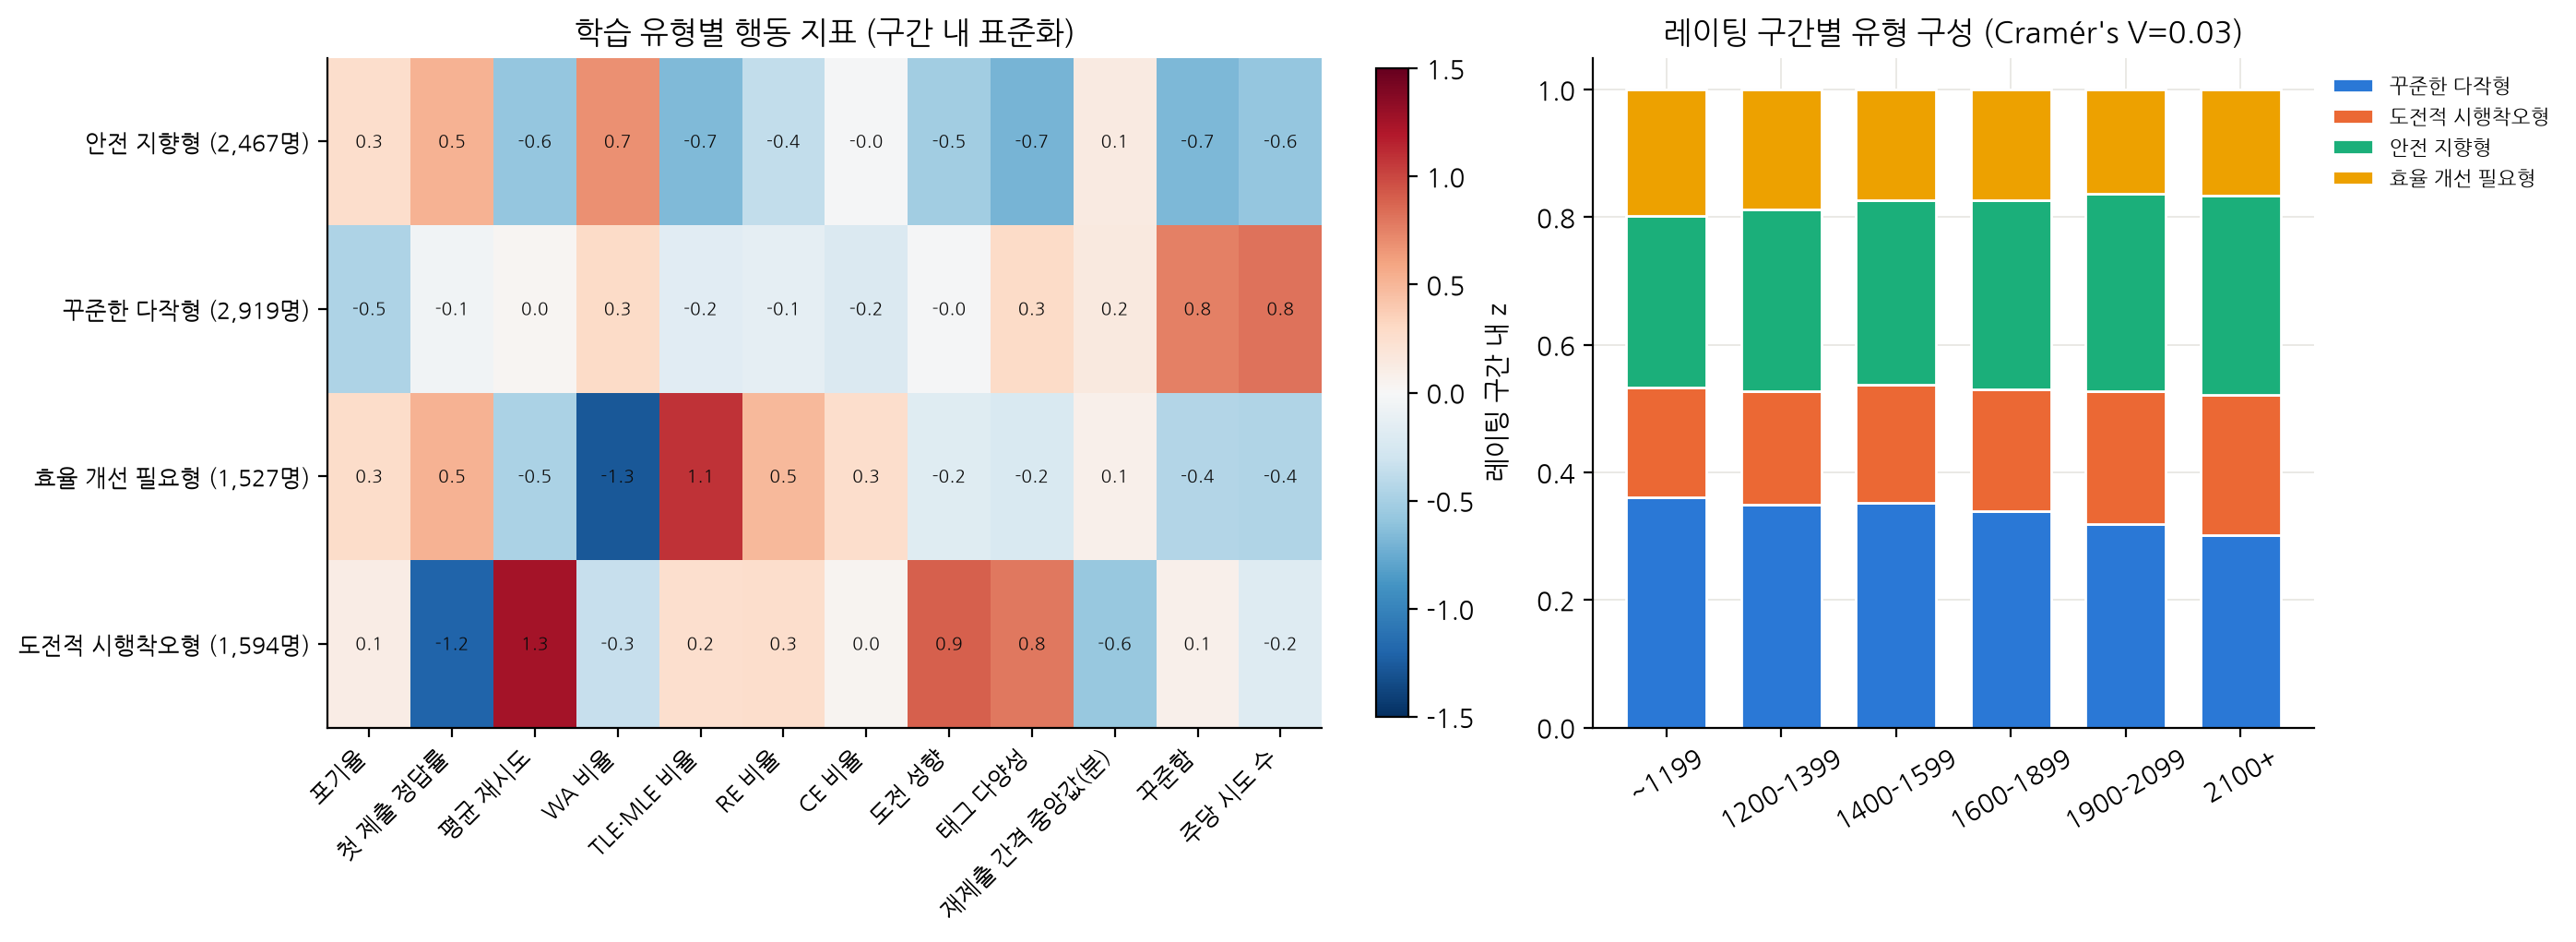 학습 유형별 행동 지표 (구간 내 표준화)
안전 지향형 (2,467명)
0.3 0.5 -0.6 0.7 -0.7 -0.4 -0.0 -0.5 -0.7 0.1 -0.7 -0.6
꾸준한 다작형 (2,919명)
-0.5 -0.1 0.0 0.3 -0.2 -0.1 -0.2 -0.0 0.3 0.2 0.8 0.8
효율 개선 필요형 (1,527명)
0.3 0.5 -0.5 -1.3 1.1 0.5 0.3 -0.2 -0.2 0.1 -0.4 -0.4
도전적 시행착오형 (1,594명)
0.1 -1.2 1.3 -0.3 0.2 0.3 0.0 0.9 0.8 -0.6 0.1 -0.2
포기율
첫 제출 정답률
평균 재시도
WA 비율
TLE·MLE 비율
RE 비율
CE 비율
도전 성향
태그 다양성
재제출 간격 중앙값(분)
꾸준함
주당 시도 수
1.5
1.0
0.5
0.0
-0.5
-1.0
-1.5
레이팅 구간 내 z
레이팅 구간별 유형 구성 (Cramér's V=0.03)
1.0
0.8
0.6
0.4
0.2
0.0
~1199
1200-1399
1400-1599
1600-1899
1900-2099
2100+
꾸준한 다작형
도전적 시행착오형
안전 지향형
효율 개선 필요형